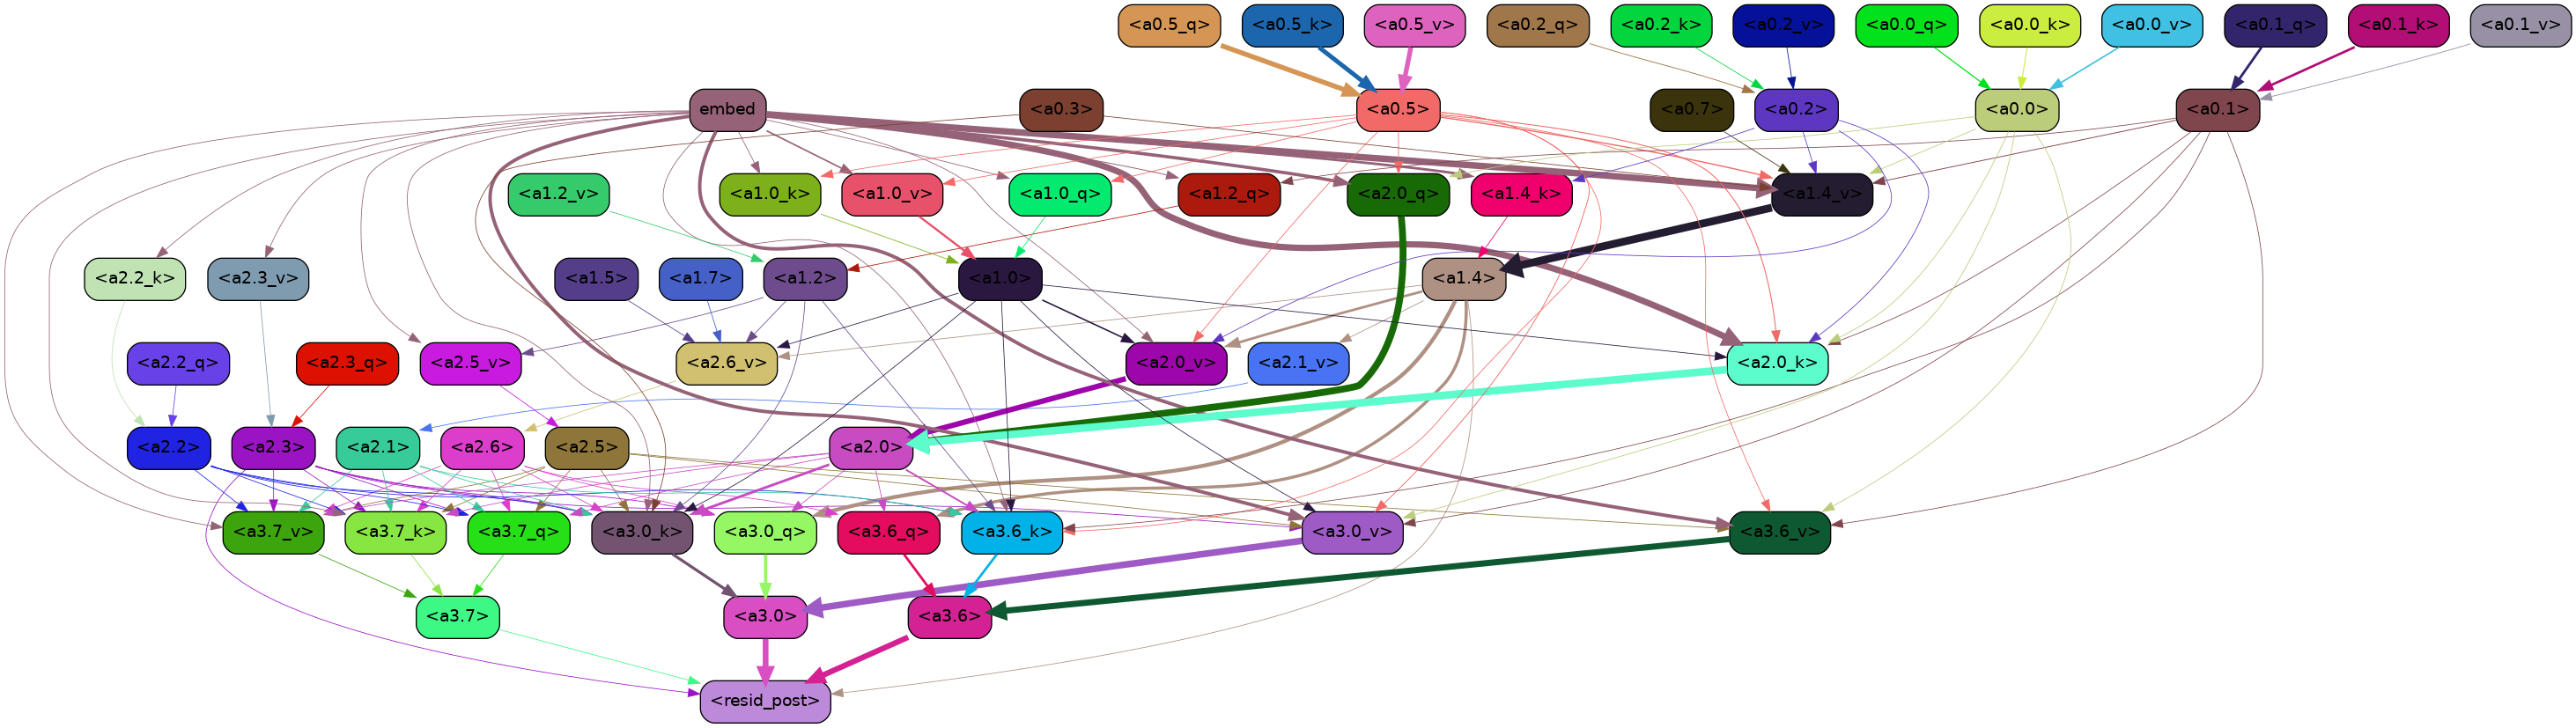 <a0.5_q> <a0.5_k> <a0.5_v> <a0.2_q> <a0.2_k> <a0.2_v> <a0.0_q> <a0.0_k> <a0.0_v> <a0.1_q> <a0.1_k> <a0.1_v>
embed <a0.3> <a0.5> <a0.7> <a0.2> <a0.0> <a0.1>
<a1.2_v> <a1.0_k> <a1.0_v> <a1.0_q> <a1.2_q> <a2.0_q> <a1.4_k> <a1.4_v>
<a2.2_k> <a2.3_v> <a1.5> <a1.7> <a1.2> <a1.0> <a1.4>
<a2.2_q> <a2.3_q> <a2.5_v> <a2.6_v> <a2.0_v> <a2.1_v> <a2.0_k>
<a2.2> <a2.3> <a2.1> <a2.6> <a2.5> <a2.0>
<a3.7_v> <a3.7_k> <a3.7_q> <a3.0_k> <a3.0_q> <a3.6_q> <a3.6_k> <a3.0_v> <a3.6_v>
<a3.7> <a3.0> <a3.6>
<resid_post>